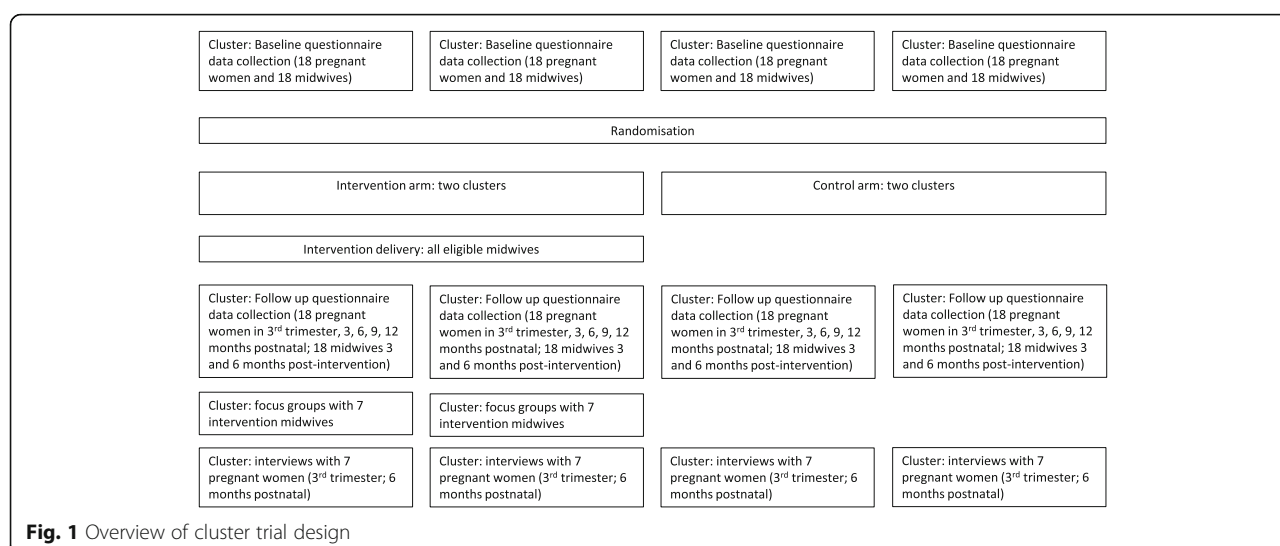 Cluster: Baseline questionnaire
data collection (18 pregnant
women and 18 midwives)
Cluster: Baseline questionnaire
data collection (18 pregnant
women and 18 midwives)
Cluster: Baseline questionnaire
data collection (18 pregnant
women and 18 midwives)
Cluster: Baseline questionnaire
data collection (18 pregnant
women and 18 midwives)
Randomisation
Intervention arm: two clusters
Control arm: two clusters
Intervention delivery: all eligible midwives
Cluster: Follow up questionnaire
data collection (18 pregnant
women in 3rd trimester, 3, 6, 9, 12
months postnatal; 18 midwives 3
and 6 months post-intervention)
Cluster: Follow up questionnaire
data collection (18 pregnant
women in 3rd trimester, 3, 6, 9, 12
months postnatal; 18 midwives 3
and 6 months post-intervention)
Cluster: Follow up questionnaire
data collection (18 pregnant
women in 3rd trimester, 3, 6, 9, 12
months postnatal; 18 midwives 3
and 6 months post-intervention)
Cluster: Follow up questionnaire
data collection (18 pregnant
women in 3rd trimester, 3, 6, 9, 12
months postnatal; 18 midwives 3
and 6 months post-intervention)
Cluster: focus groups with 7
intervention midwives
Cluster: focus groups with 7
intervention midwives
Cluster: interviews with 7
pregnant women (3rd trimester; 6
months postnatal)
Cluster: interviews with 7
pregnant women (3rd trimester; 6
months postnatal)
Cluster: interviews with 7
pregnant women (3rd trimester; 6
months postnatal)
Cluster: interviews with 7
pregnant women (3rd trimester; 6
months postnatal)
Fig. 1 Overview of cluster trial design